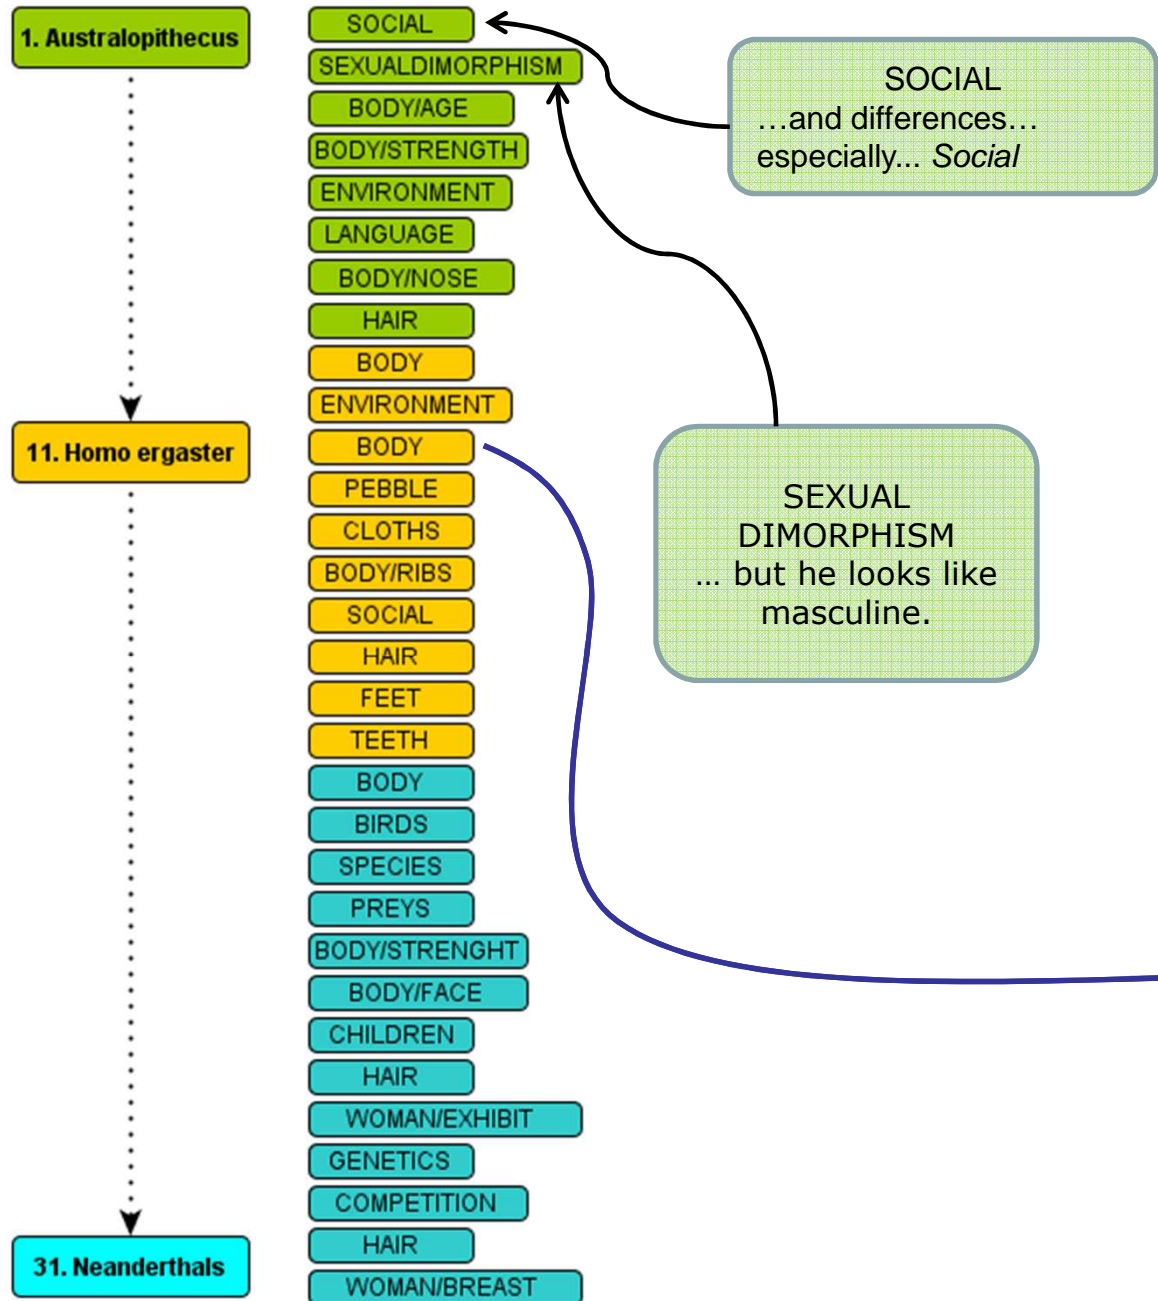 1. Australopithecus
11. Homo ergaster
31. Neanderthals
SOCIAL
SEXUALDIMORPHISM
BODY/AGE
BODY/STRENGTH
ENVIRONMENT
LANGUAGE
BODY/NOSE
HAIR
BODY
ENVIRONMENT
BODY
PEBBLE
CLOTHS
BODY/RIBS
SOCIAL
HAIR
FEET
TEETH
BODY
BIRDS
SPECIES
PREYS
BODY/STRENGHT
BODY/FACE
CHILDREN
HAIR
WOMAN/EXHIBIT
GENETICS
COMPETITION
HAIR
WOMAN/BREAST
SOCIAL
…and differences…
especially... Social
SEXUAL
DIMORPHISM
… but he looks like
masculine.